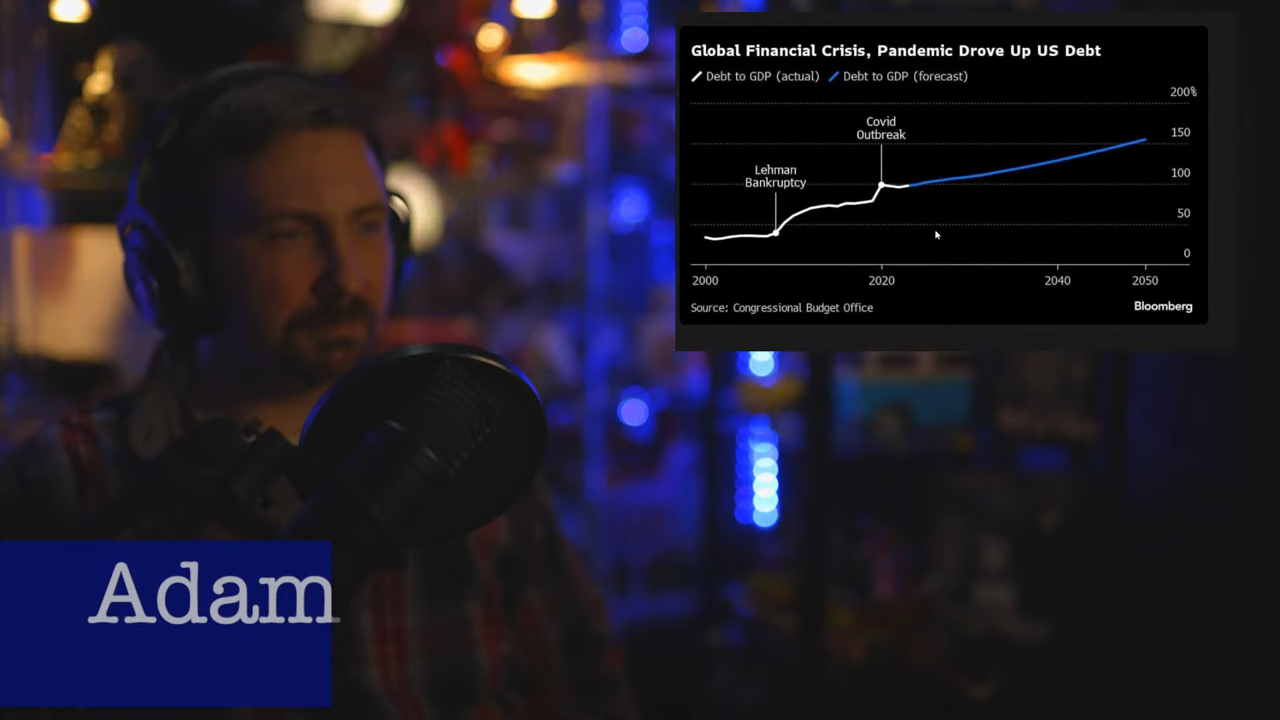 Global Financial Crisis, Pandemic Drove Up US Debt
Debt to GDP (actual) Debt to GDP (forecast)
200%
150
100
50
0
Covid
Outbreak
Lehman
Bankruptcy
2000 2020 2040 2050
Source: Congressional Budget Office
Bloomberg
Adam